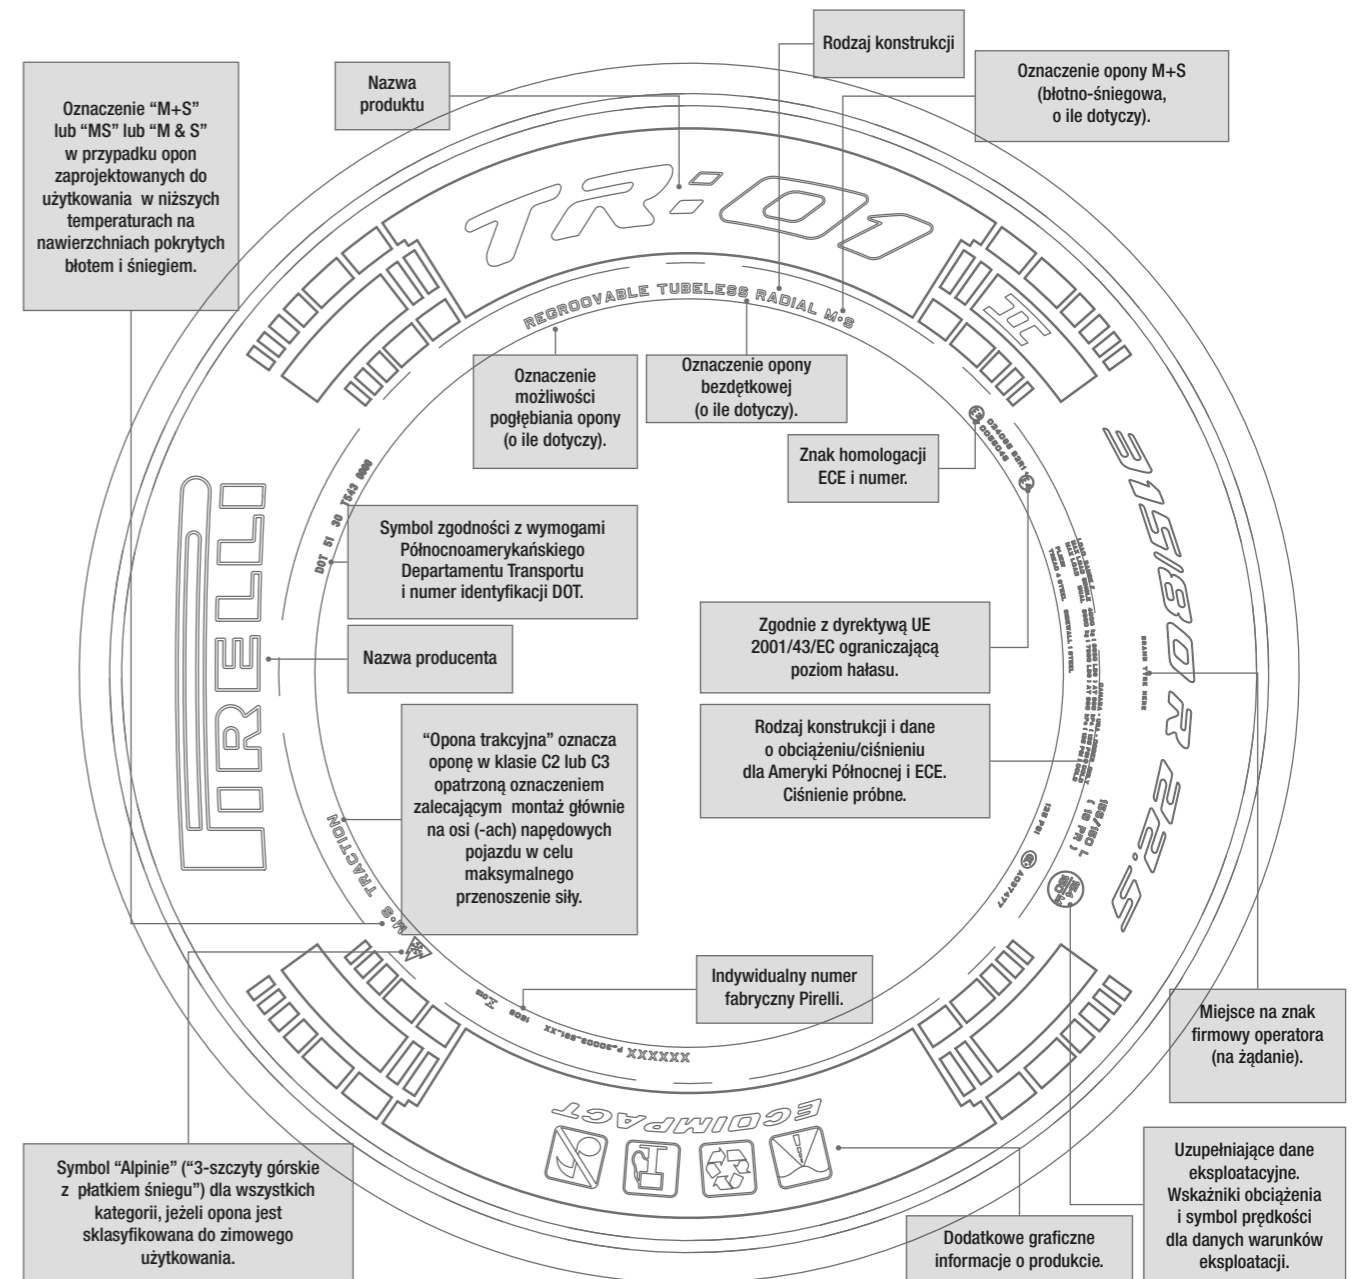 Rodzaj konstrukcji
Nazwa
produktu
Oznaczenie opony M+S
(błotno-śniegowa,
o ile dotyczy).
Oznaczenie “M+S”
lub “MS” lub “M & S”
w przypadku opon
zaprojektowanych do
użytkowania w niższych
temperaturach na
nawierzchniach pokrytych
błotem i śniegiem.
TR:01
REGROOVABLE TUBELESS RADIAL M•S
Oznaczenie
możliwości
pogłębiania opony
(o ile dotyczy).
Oznaczenie opony
bezdętkowej
(o ile dotyczy).
Znak homologacji
ECE i numer.
315/80 R 22.5
DOT 51 30 T543 0000
Symbol zgodności z wymogami
Północnoamerykańskiego
Departamentu Transportu
i numer identyfikacji DOT.
PIRELLI
Nazwa producenta
Zgodnie z dyrektywą UE
2001/43/EC ograniczającą
poziom hałasu.
BRAND TYRE HERE
Rodzaj konstrukcji i dane
o obciążeniu/ciśnieniu
dla Ameryki Północnej i ECE.
Ciśnienie próbne.
“Opona trakcyjna” oznacza
oponę w klasie C2 lub C3
opatrzoną oznaczeniem
zalecającym montaż głównie
na osi (-ach) napędowych
pojazdu w celu
maksymalnego
przenoszenie siły.
TRACTION
M•S
Indywidualny numer
fabryczny Pirelli.
Miejsce na znak
firmowy operatora
(na żądanie).
XXXXXX
ECOIMPACT
Symbol “Alpinie” (“3-szczyty górskie
z płatkiem śniegu”) dla wszystkich
kategorii, jeżeli opona jest
sklasyfikowana do zimowego
użytkowania.
Uzupełniające dane
eksploatacyjne.
Wskaźniki obciążenia
i symbol prędkości
dla danych warunków
eksploatacji.
Dodatkowe graficzne
informacje o produkcie.